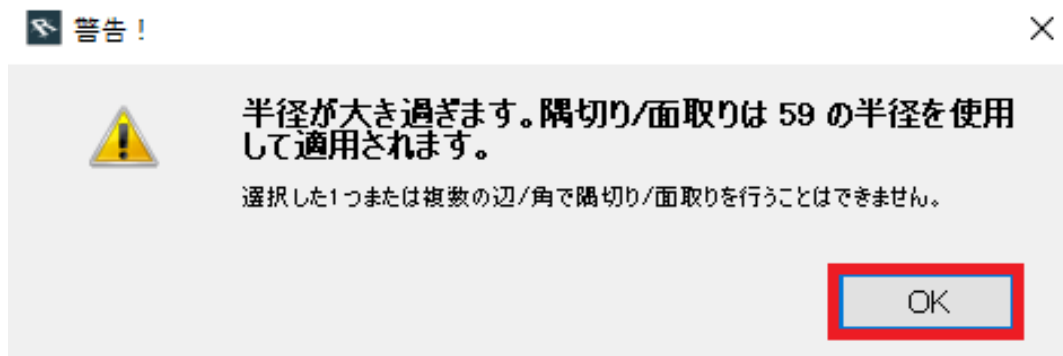 警告!
半径が大き過ぎます。隅切り/面取りは 59 の半径を使用
して適用されます。
選択した1つまたは複数の辺/角で隅切り/面取りを行うことはできません。
OK